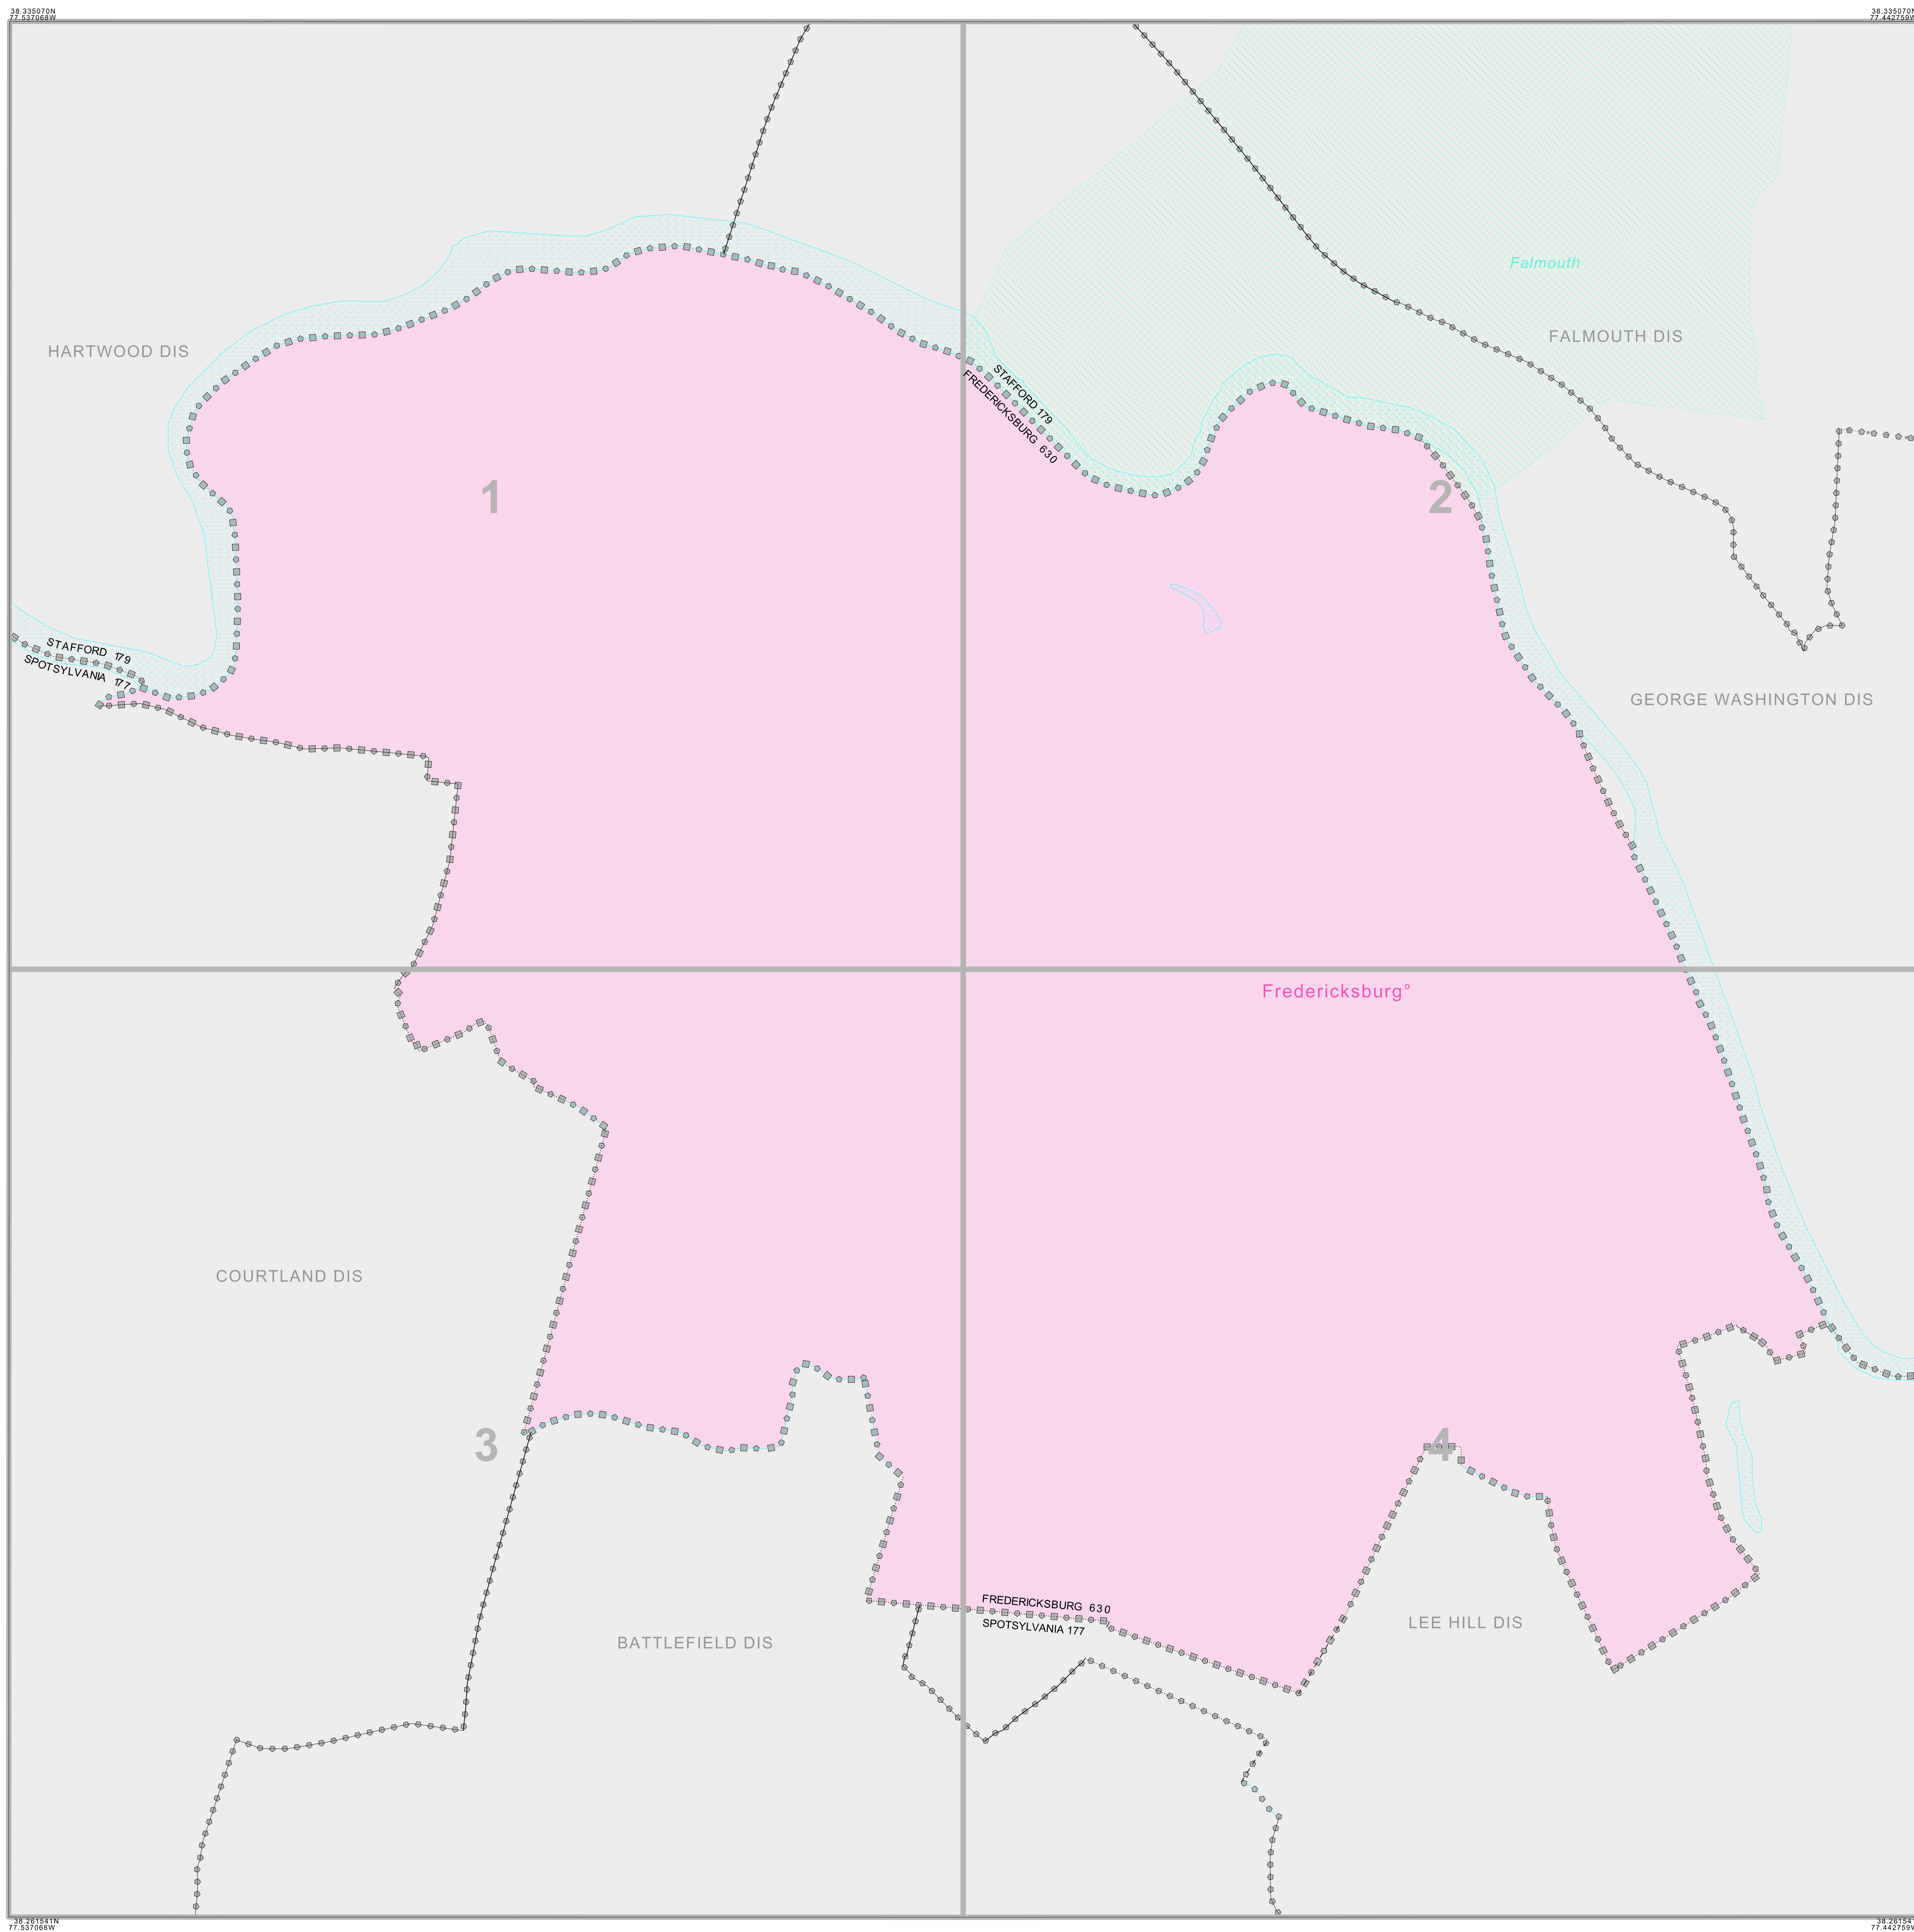 38.335070N
77.537068W
38.335070N
77.442759W
Falmouth
FALMOUTH DIS
HARTWOOD DIS
STAFFORD 179
FREDERICKSBURG 630
1
2
STAFFORD 179
SPOTSYLVANIA 177
GEORGE WASHINGTON DIS
Fredericksburg°
COURTLAND DIS
3
4
FREDERICKSBURG 630
SPOTSYLVANIA 177
LEE HILL DIS
BATTLEFIELD DIS
38.261541N
77.537068W
38.261541
77.442759W